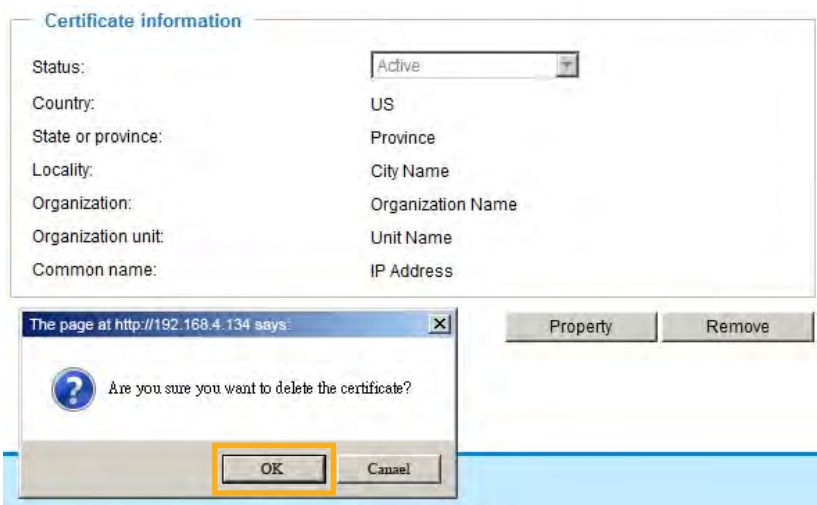 Certificate information
Status: Active
Country: US
State or province: Province
Locality: City Name
Organization: Organization Name
Organization unit: Unit Name
Common name: IP Address
Property Remove
The page at http://192.168.4.134 says:
Are you sure you want to delete the certificate?
OK Canael